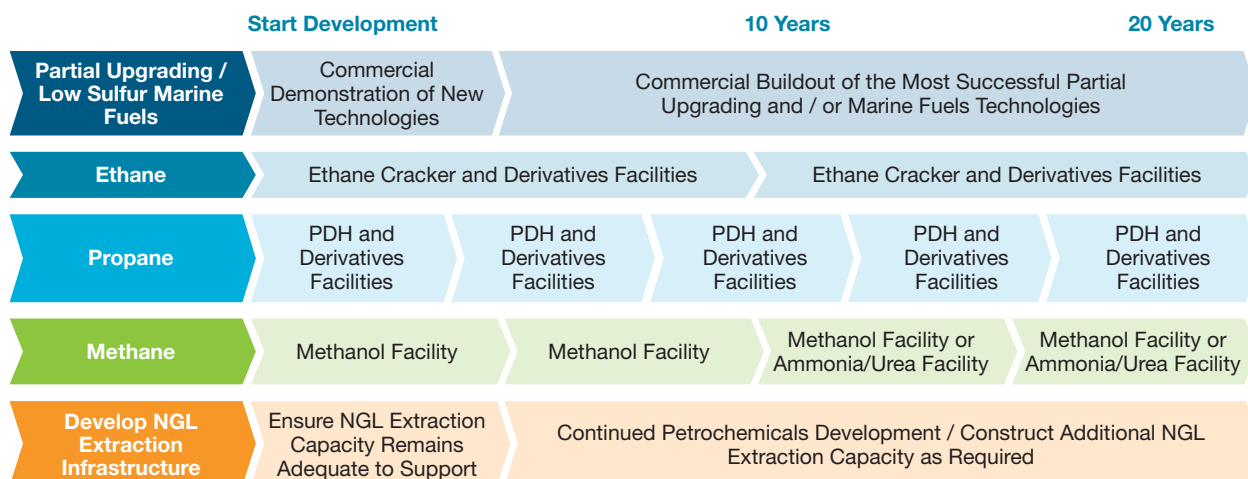 Start Development
10 Years
20 Years
Partial Upgrading /
Low Sulfur Marine
Fuels
Commercial
Demonstration of New
Technologies
Commercial Buildout of the Most Successful Partial
Upgrading and / or Marine Fuels Technologies
Ethane
Ethane Cracker and Derivatives Facilities
Ethane Cracker and Derivatives Facilities
Propane
PDH and
Derivatives
Facilities
PDH and
Derivatives
Facilities
PDH and
Derivatives
Facilities
PDH and
Derivatives
Facilities
PDH and
Derivatives
Facilities
Methane
Methanol Facility
Methanol Facility
Methanol Facility or
Ammonia/Urea Facility
Methanol Facility or
Ammonia/Urea Facility
Develop NGL
Extraction
Infrastructure
Ensure NGL Extraction
Capacity Remains
Adequate to Support
Continued Petrochemicals Development / Construct Additional NGL
Extraction Capacity as Required